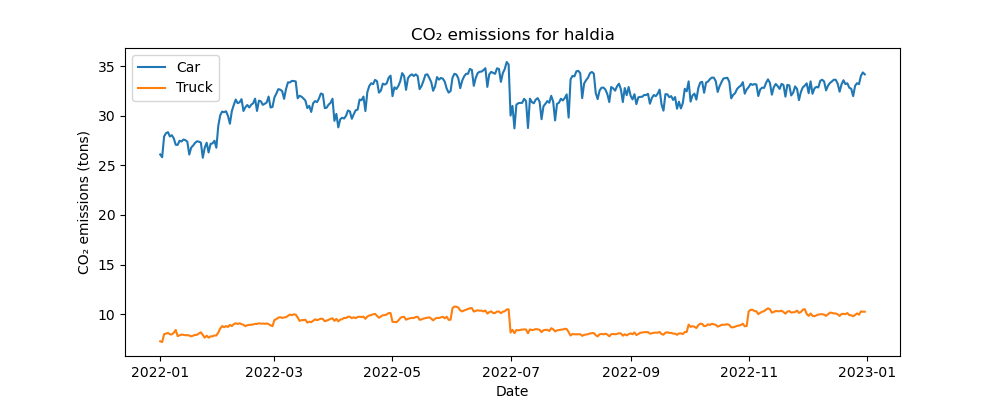 CO₂ emissions for haldia
Car
Truck
CO₂ emissions (tons)
35
30
25
20
15
10
2022-01
2022-03
2022-05
2022-07
2022-09
2022-11
2023-01
Date